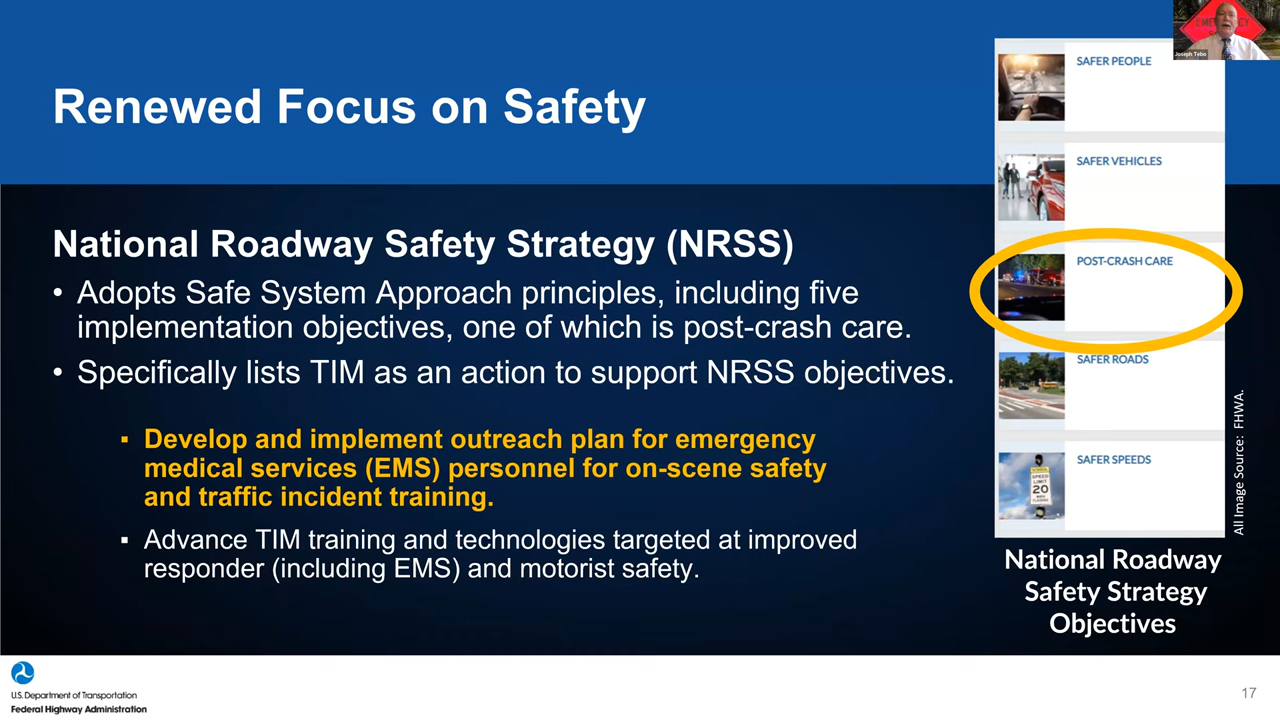 Renewed Focus on Safety
National Roadway Safety Strategy (NRSS)
• Adopts Safe System Approach principles, including five
implementation objectives, one of which is post-crash care.
• Specifically lists TIM as an action to support NRSS objectives.
▪ Develop and implement outreach plan for emergency
medical services (EMS) personnel for on-scene safety
and traffic incident training.
▪ Advance TIM training and technologies targeted at improved
responder (including EMS) and motorist safety.
Joseph Tebo
SAFER PEOPLE
SAFER VEHICLES
POST-CRASH CARE
SAFER ROADS
SAFER SPEEDS
SPEED
LIMIT
20
All Image Source: FHWA.
National Roadway
Safety Strategy
Objectives
U.S. Department of Transportation
Federal Highway Administration
17